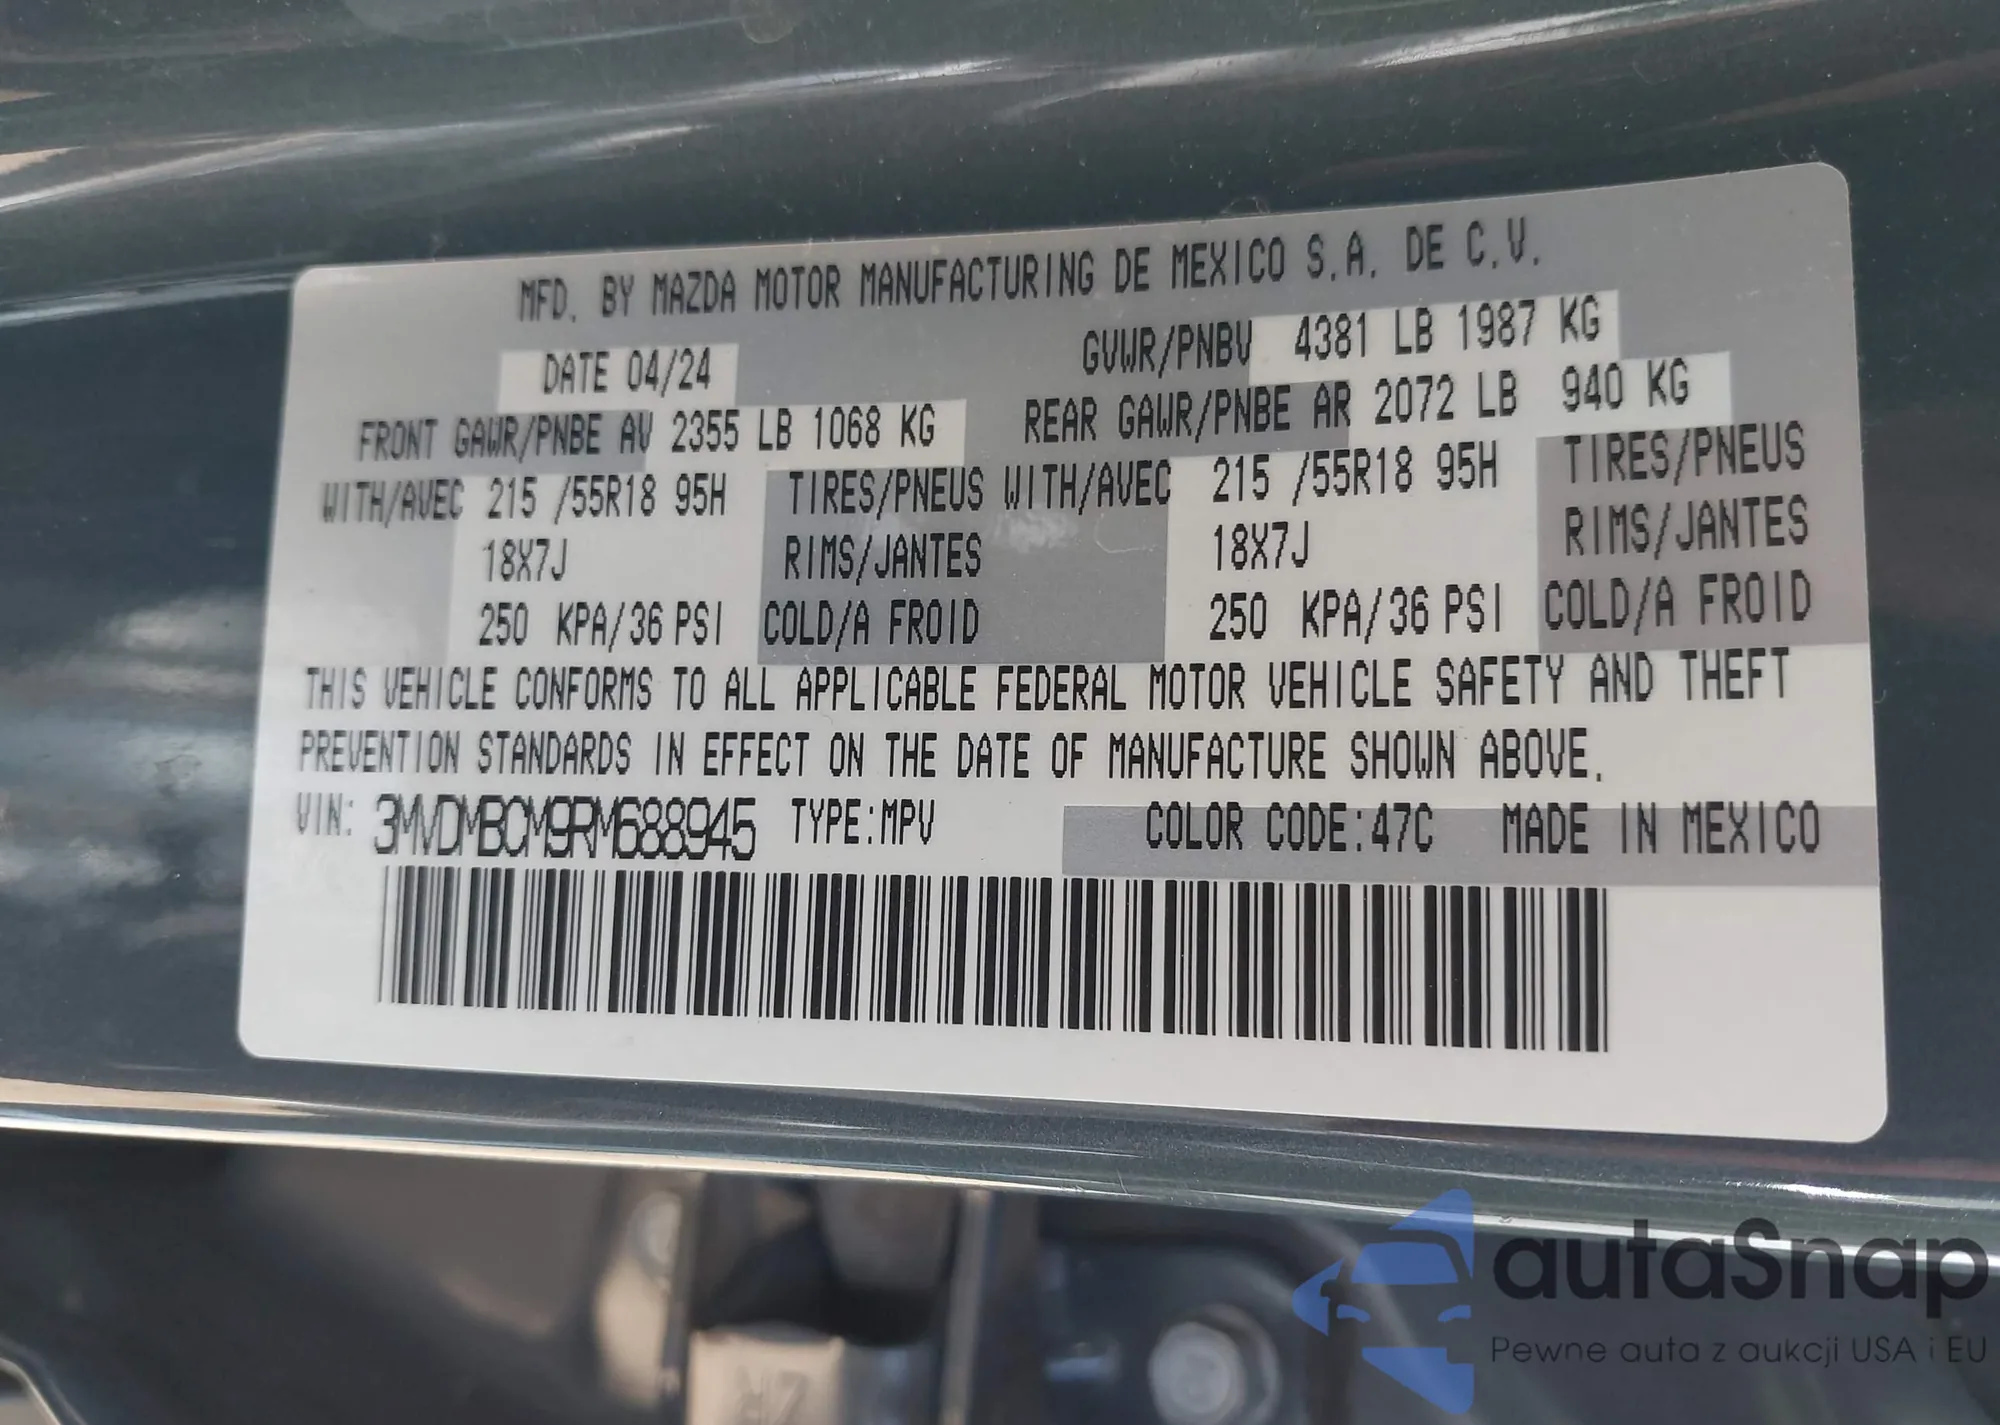 MFD. BY MAZDA MOTOR MANUFACTURING DE MEXICO S.A. DE C.V.
DATE 04/24 GVWR/PNBV 4381 LB 1987 KG
FRONT GAWR/PNBE AV 2355 LB 1068 KG REAR GAWR/PNBE AR 2072 LB 940 KG
WITH/AVEC 215 /55R18 95H TIRES/PNEUS WITH/AVEC 215 /55R18 95H TIRES/PNEUS
18X7J RIMS/JANTES 18X7J RIMS/JANTES
250 KPA/36 PSI COLD/A FROID 250 KPA/36 PSI COLD/A FROID
THIS VEHICLE CONFORMS TO ALL APPLICABLE FEDERAL MOTOR VEHICLE SAFETY AND THEFT
PREVENTION STANDARDS IN EFFECT ON THE DATE OF MANUFACTURE SHOWN ABOVE.
VIN: 3MVDMBCM9RM688945 TYPE:MPV COLOR CODE:47C MADE IN MEXICO
autaSnap
Pewne auta z aukcji USA i EU